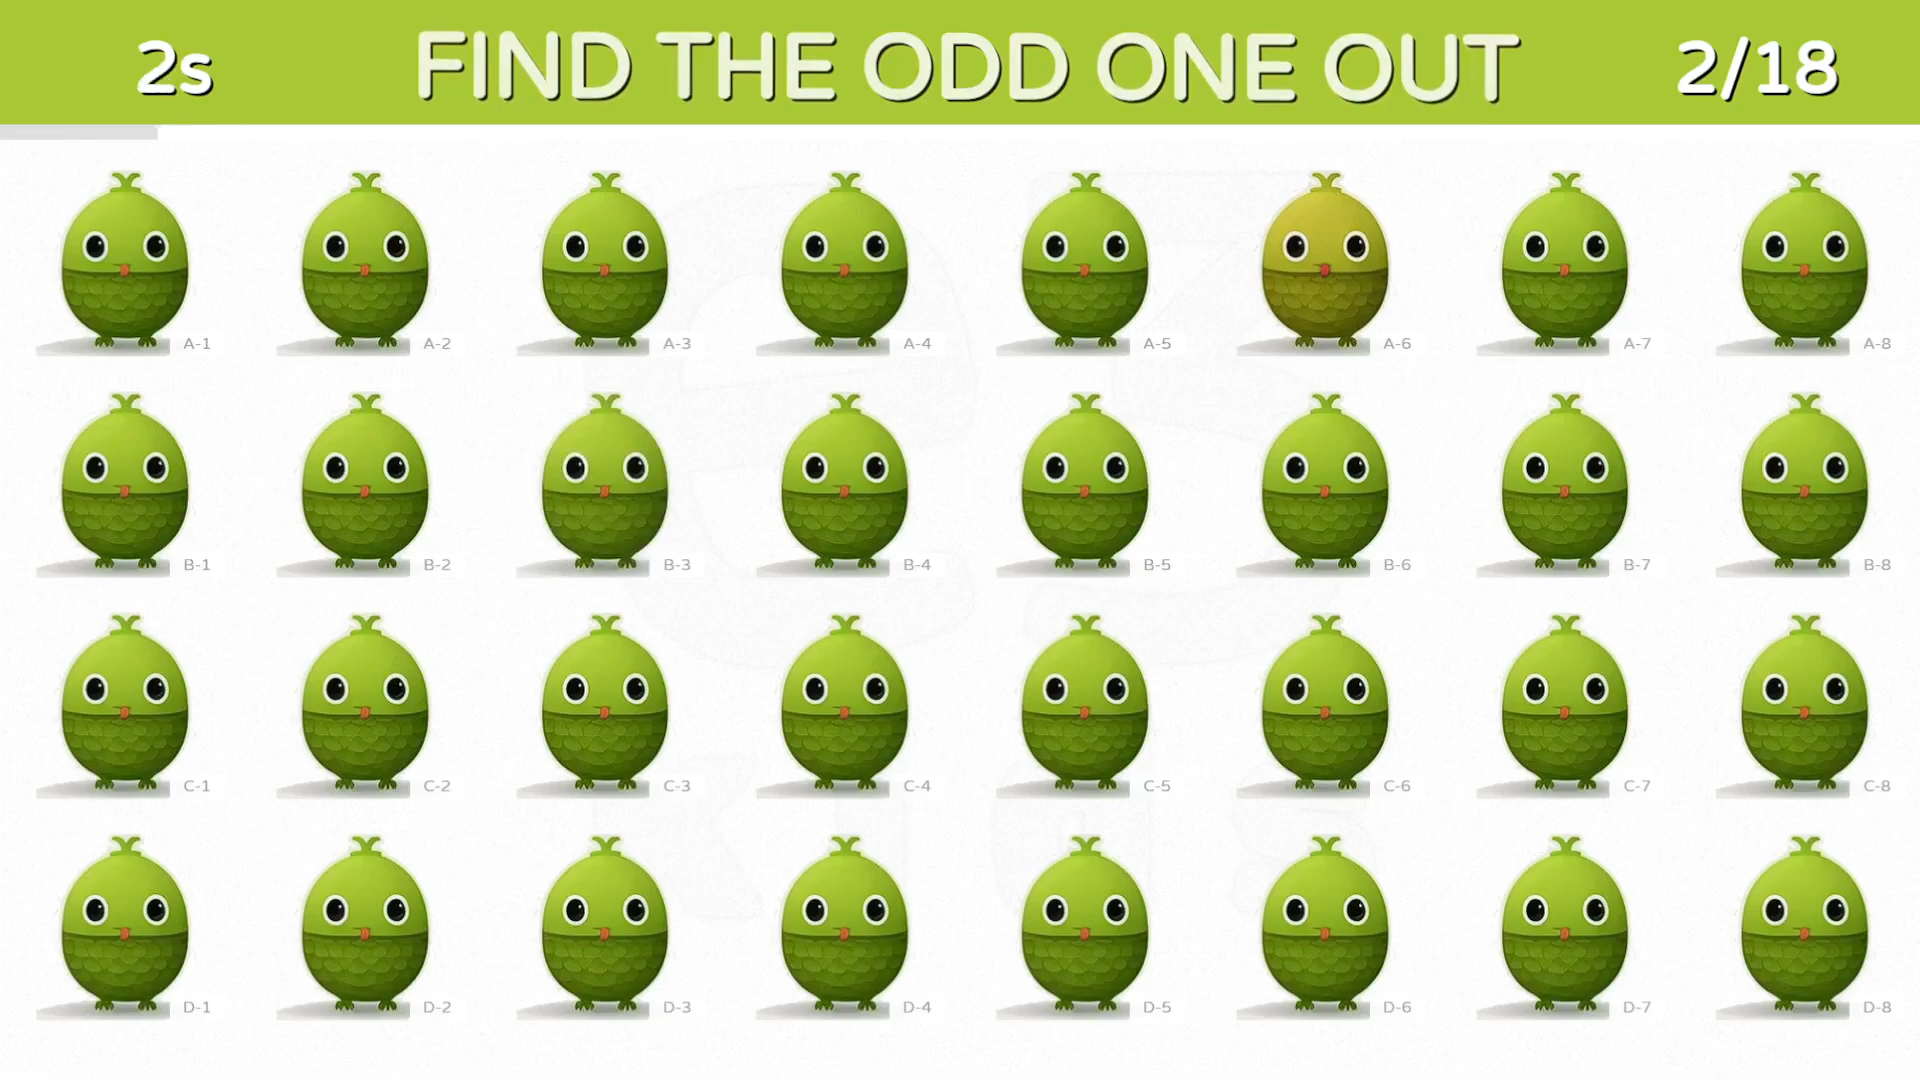 2s FIND THE ODD ONE OUT 2/18
A-1 A-2 A-3 A-4 A-5 A-6 A-7 A-8
B-1 B-2 B-3 B-4 B-5 B-6 B-7 B-8
C-1 C-2 C-3 C-4 C-5 C-6 C-7 C-8
D-1 D-2 D-3 D-4 D-5 D-6 D-7 D-8